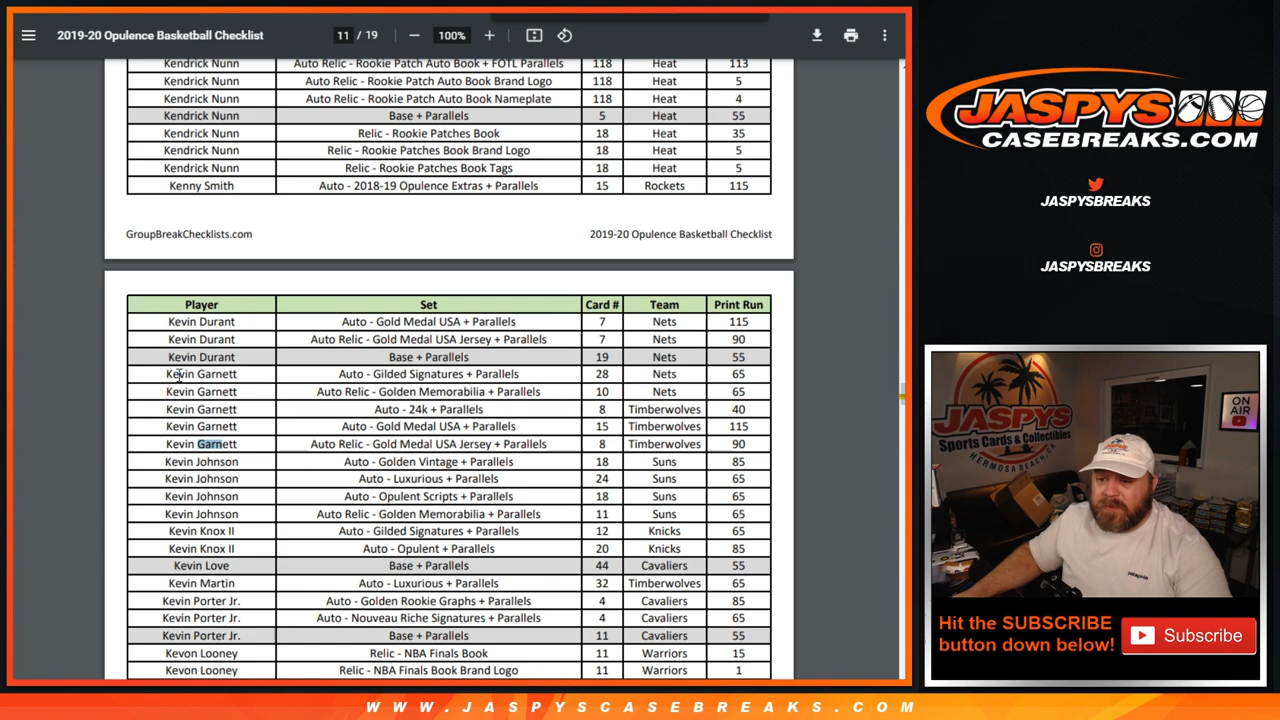 2019-20 Opulence Basketball Checklist 11 / 19 100%
Kendrick Nunn Auto Relic - Rookie Patch Auto Book + FOTL Parallels 118 Heat 113
Kendrick Nunn Auto Relic - Rookie Patch Auto Book Brand Logo 118 Heat 5
Kendrick Nunn Auto Relic - Rookie Patch Auto Book Nameplate 118 Heat 4
Kendrick Nunn Base + Parallels 5 Heat 55
Kendrick Nunn Relic - Rookie Patches Book 18 Heat 35
Kendrick Nunn Relic - Rookie Patches Book Brand Logo 18 Heat 5
Kendrick Nunn Relic - Rookie Patches Book Tags 18 Heat 5
Kenny Smith Auto - 2018-19 Opulence Extras + Parallels 15 Rockets 115
GroupBreakChecklists.com 2019-20 Opulence Basketball Checklist
Player Set Card # Team Print Run
Kevin Durant Auto - Gold Medal USA + Parallels 7 Nets 115
Kevin Durant Auto Relic - Gold Medal USA Jersey + Parallels 7 Nets 90
Kevin Durant Base + Parallels 19 Nets 55
Kevin Garnett Auto - Gilded Signatures + Parallels 28 Nets 65
Kevin Garnett Auto Relic - Golden Memorabilia + Parallels 10 Nets 65
Kevin Garnett Auto - 24k + Parallels 8 Timberwolves 40
Kevin Garnett Auto - Gold Medal USA + Parallels 15 Timberwolves 115
Kevin Garnett Auto Relic - Gold Medal USA Jersey + Parallels 8 Timberwolves 90
Kevin Johnson Auto - Golden Vintage + Parallels 18 Suns 85
Kevin Johnson Auto - Luxurious + Parallels 24 Suns 65
Kevin Johnson Auto - Opulent Scripts + Parallels 18 Suns 65
Kevin Johnson Auto Relic - Golden Memorabilia + Parallels 11 Suns 65
Kevin Knox II Auto - Gilded Signatures + Parallels 12 Knicks 65
Kevin Knox II Auto - Opulent + Parallels 20 Knicks 85
Kevin Love Base + Parallels 44 Cavaliers 55
Kevin Martin Auto - Luxurious + Parallels 32 Timberwolves 65
Kevin Porter Jr. Auto - Golden Rookie Graphs + Parallels 4 Cavaliers 85
Kevin Porter Jr. Auto - Nouveau Riche Signatures + Parallels 4 Cavaliers 65
Kevin Porter Jr. Base + Parallels 11 Cavaliers 55
Kevon Looney Relic - NBA Finals Book 11 Warriors 15
Kevon Looney Relic - NBA Finals Book Brand Logo 11 Warriors 1
JASPYS
CASEBREAKS.COM
JASPYSBREAKS
JASPYSBREAKS
JASPYS
Sports Cards & Collectibles
HERMOSA BEACH, CA
ON
AIR
patagonia
Hit the SUBSCRIBE
button down below!
Subscribe
WWW.JASPYSCASEBREAKS.COM